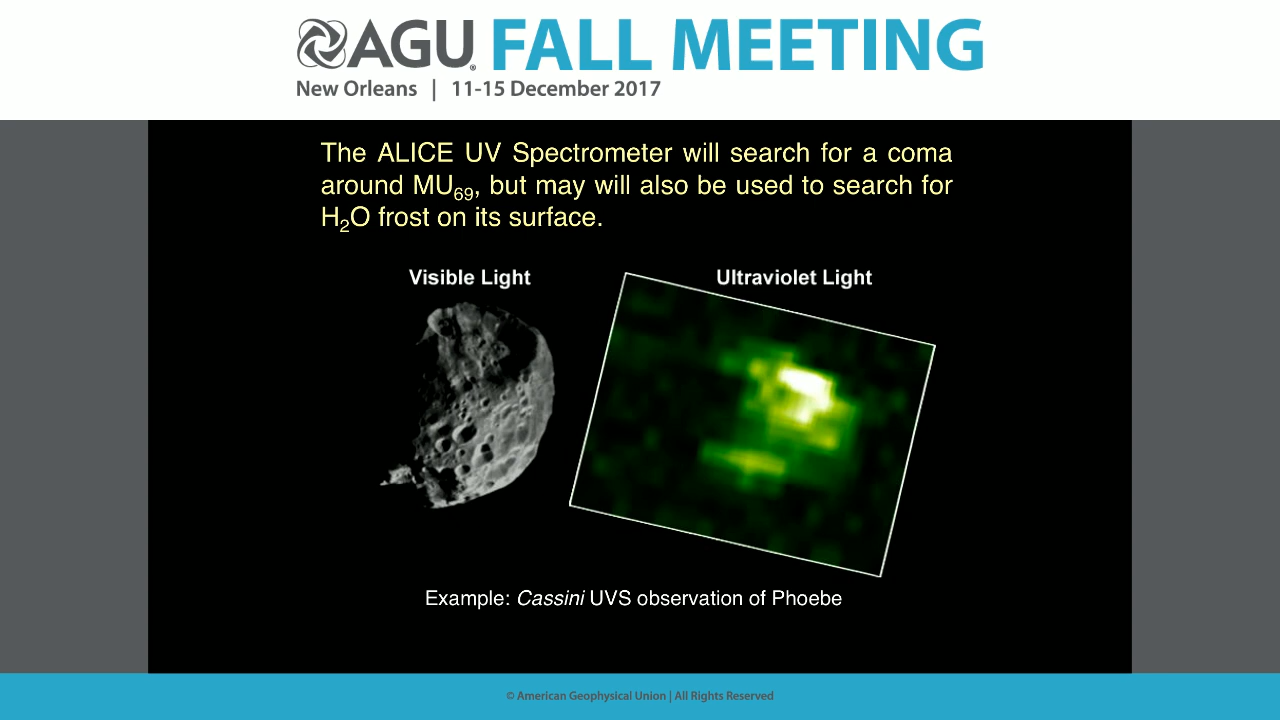 AGU FALL MEETING
New Orleans | 11-15 December 2017
The ALICE UV Spectrometer will search for a coma
around MU₆₉, but may will also be used to search for
H₂O frost on its surface.
Visible Light
Ultraviolet Light
Example: Cassini UVS observation of Phoebe
© American Geophysical Union | All Rights Reserved